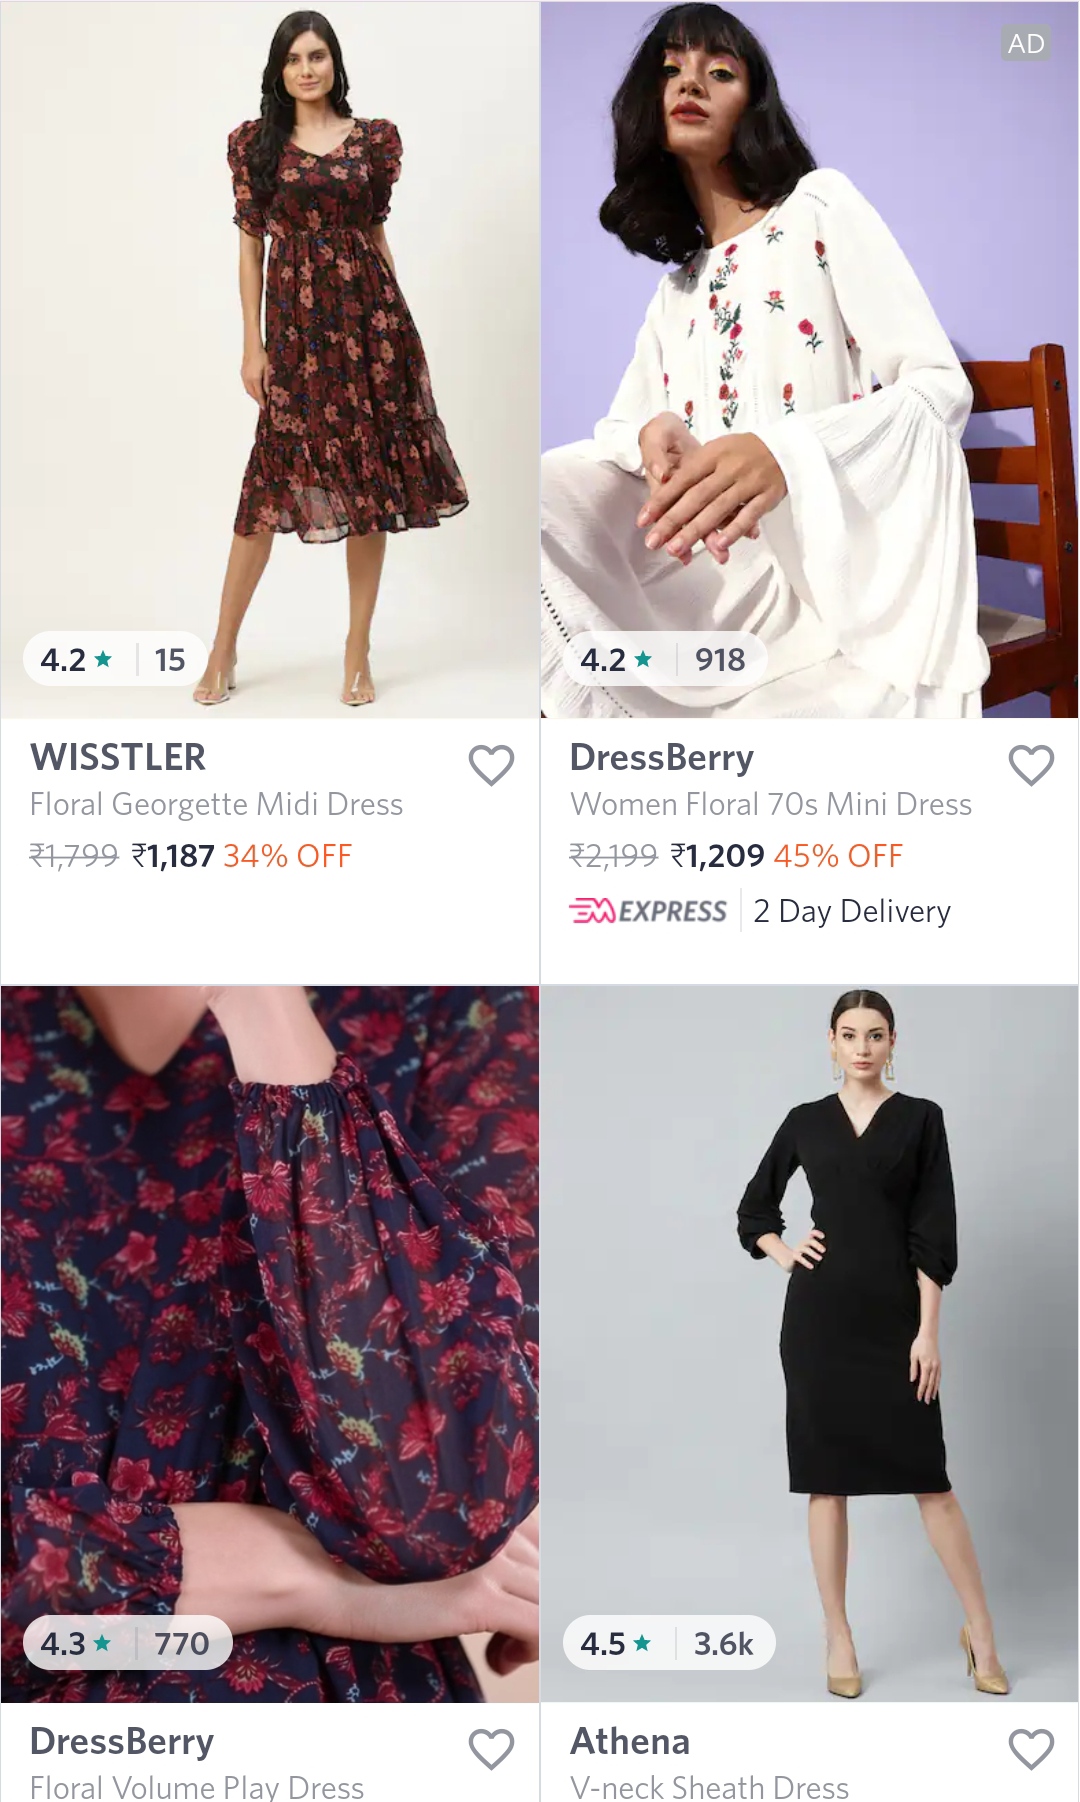 AD
4.2 ★ | 15
4.2 ★ | 918
WISSTLER
Floral Georgette Midi Dress
₹1,799 ₹1,187 34% OFF
DressBerry
Women Floral 70s Mini Dress
₹2,199 ₹1,209 45% OFF
EXPRESS | 2 Day Delivery
4.3 ★ | 770
4.5 ★ | 3.6k
DressBerry
Floral Volume Play Dress
Athena
V-neck Sheath Dress